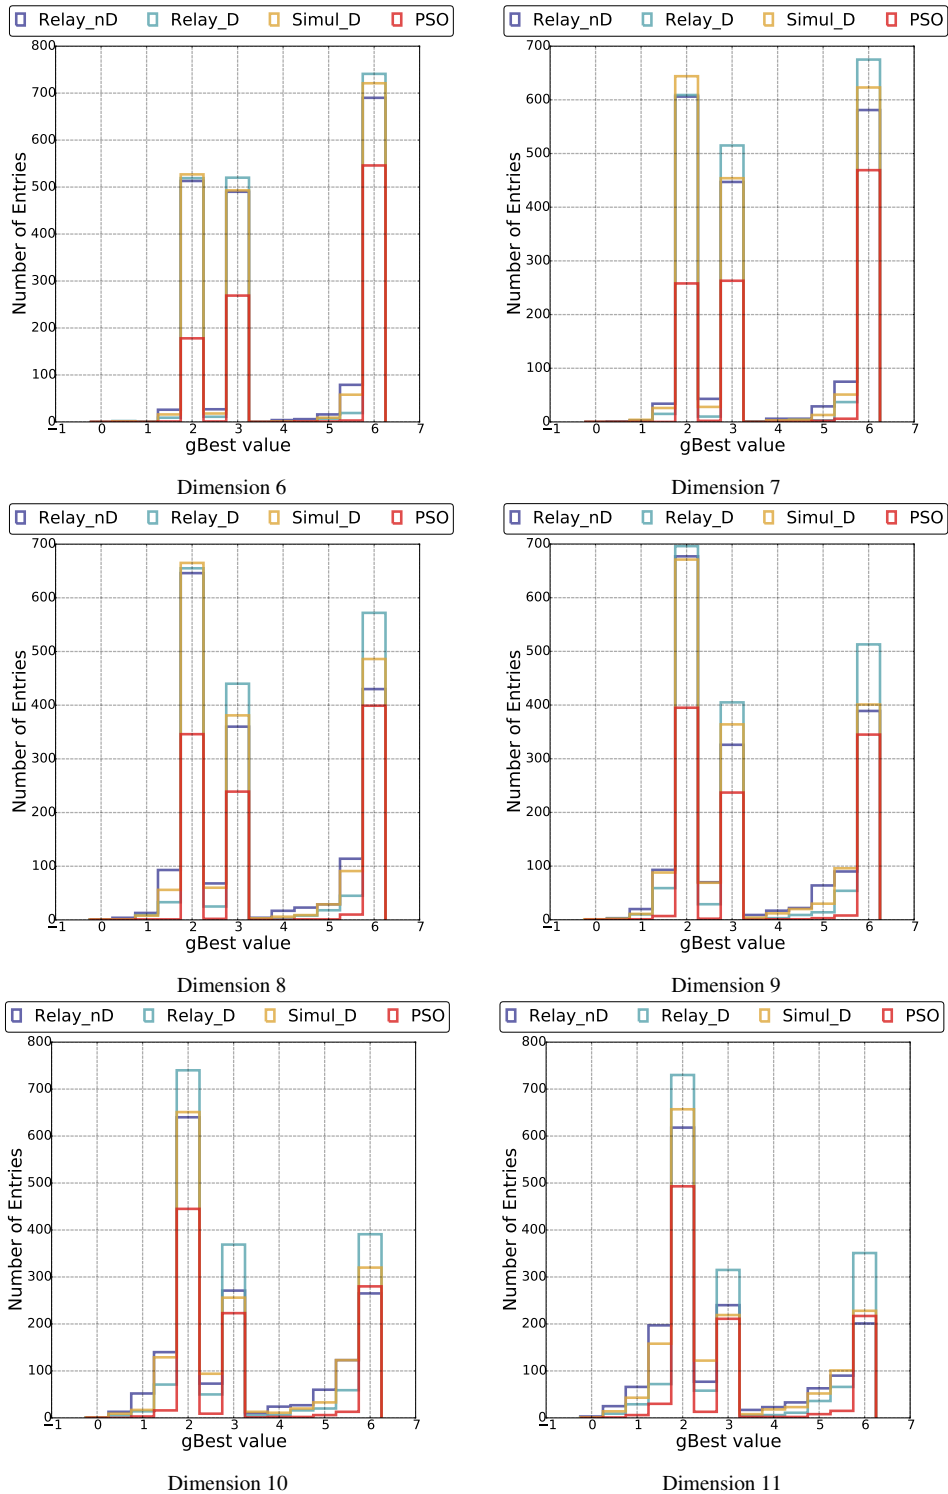 Relay_nD Relay_D Simul_D PSO
Relay_nD Relay_D Simul_D PSO
800
700
600
500
400
300
200
100
0
Number of Entries
−1 0 1 2 3 4 5 6 7
gBest value
700
600
500
400
300
200
100
0
Number of Entries
−1 0 1 2 3 4 5 6 7
gBest value
Dimension 6
Dimension 7
Relay_nD Relay_D Simul_D PSO
Relay_nD Relay_D Simul_D PSO
700
600
500
400
300
200
100
0
Number of Entries
−1 0 1 2 3 4 5 6 7
gBest value
700
600
500
400
300
200
100
0
Number of Entries
−1 0 1 2 3 4 5 6 7
gBest value
Dimension 8
Dimension 9
Relay_nD Relay_D Simul_D PSO
Relay_nD Relay_D Simul_D PSO
800
700
600
500
400
300
200
100
0
Number of Entries
−1 0 1 2 3 4 5 6 7
gBest value
800
700
600
500
400
300
200
100
0
Number of Entries
−1 0 1 2 3 4 5 6 7
gBest value
Dimension 10
Dimension 11